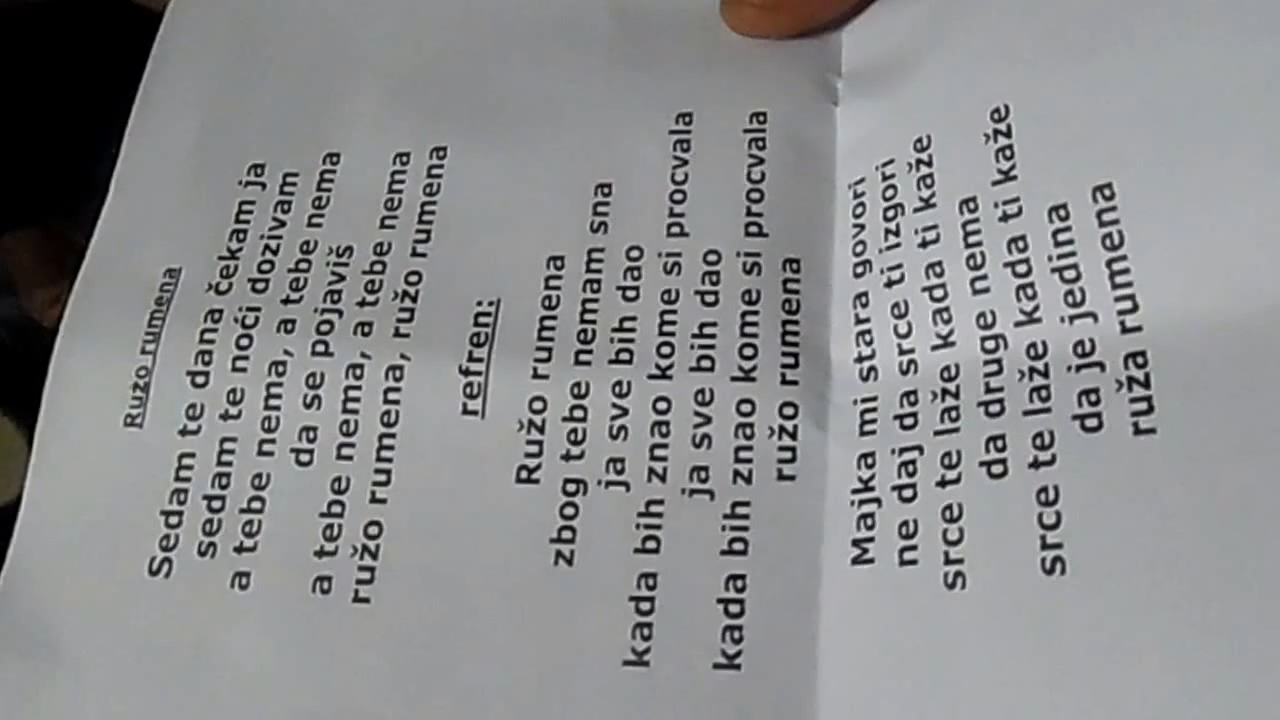 Ružo rumena
Sedam te dana čekam ja
sedam te noći dozivam
a tebe nema, a tebe nema
da se pojaviš
a tebe nema, a tebe nema
ružo rumena, ružo rumena
refren:
Ružo rumena
zbog tebe nemam sna
ja sve bih dao
kada bih znao kome si procvala
ja sve bih dao
kada bih znao kome si procvala
ružo rumena
Majka mi stara govori
ne daj da srce ti izgori
srce te laže kada ti kaže
da druge nema
srce te laže kada ti kaže
da je jedina
ruža rumena